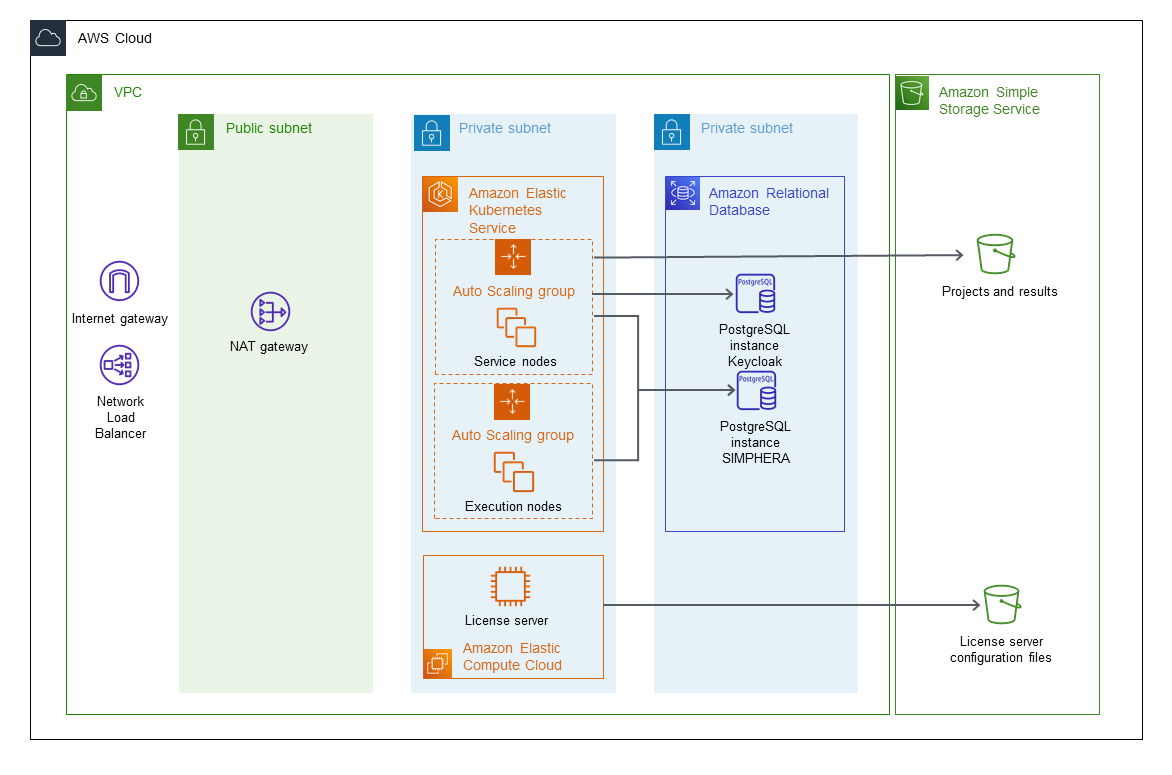 AWS Cloud
VPC
Amazon Simple
Storage Service
Public subnet
Private subnet
Private subnet
Amazon Elastic
Kubernetes
Service
Amazon Relational
Database
Auto Scaling group
Service nodes
Auto Scaling group
Execution nodes
Internet gateway
Network
Load
Balancer
NAT gateway
PostgreSQL
PostgreSQL
instance
Keycloak
PostgreSQL
PostgreSQL
instance
SIMPHERA
Projects and results
License server
Amazon Elastic
Compute Cloud
License server
configuration files